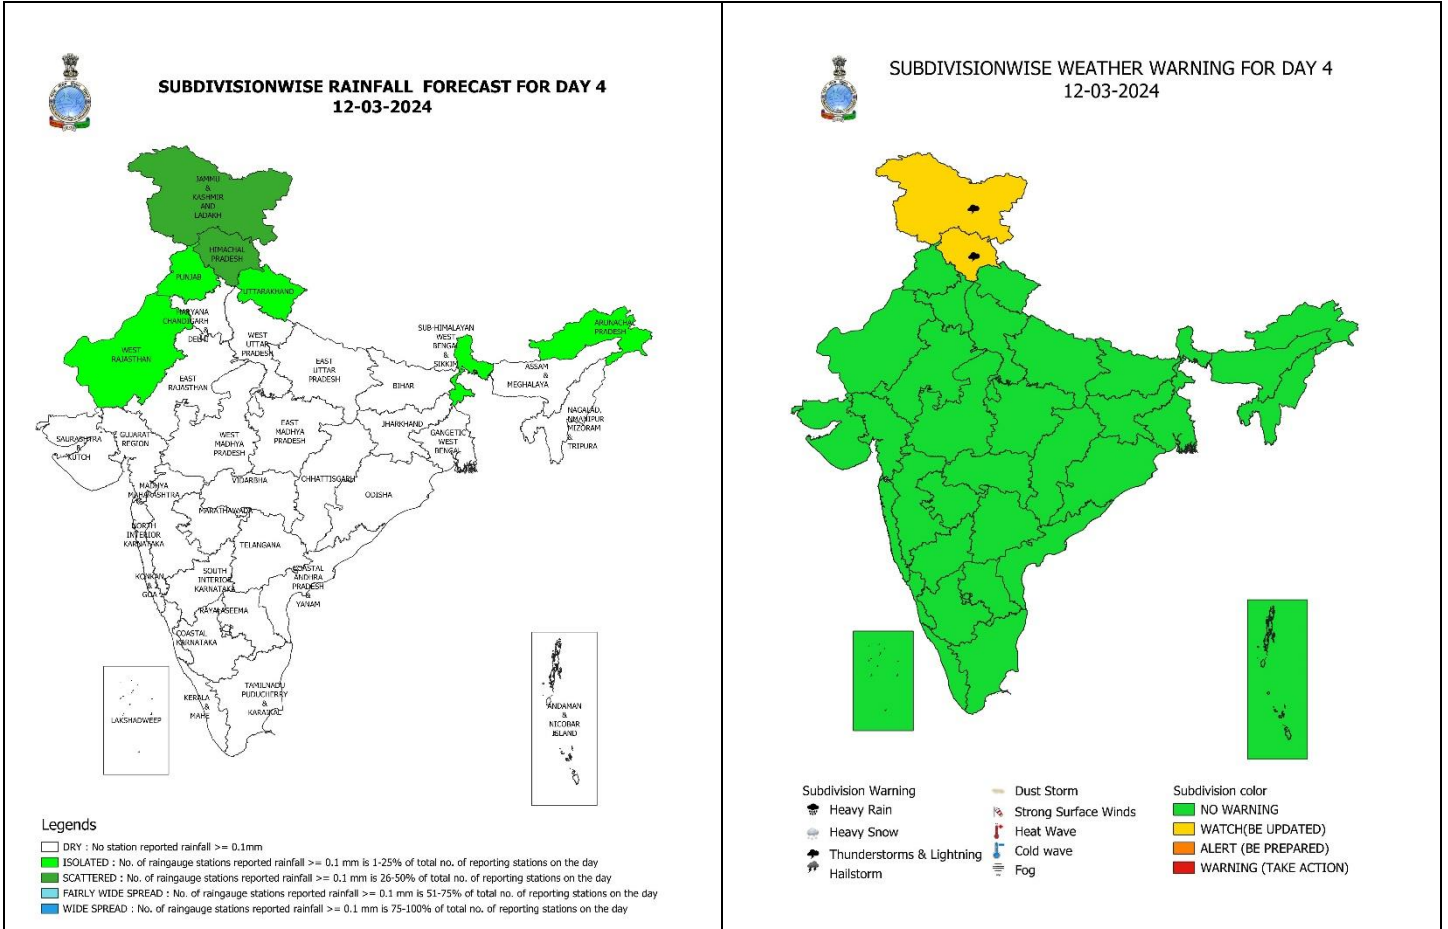 SUBDIVISIONWISE RAINFALL FORECAST FOR DAY 4
12-03-2024
JAMMU
&
KASHMIR
AND
LADAKH
HIMACHAL
PRADESH
PUNJAB
UTTARAKHAND
HARYANA
CHANDIGARH
&
DELHI
WEST
RAJASTHAN
WEST
UTTAR
PRADESH
EAST
RAJASTHAN
EAST
UTTAR
PRADESH
SUB-HIMALAYAN
WEST
BENGAL
&
SIKKIM
ARUNACHAL
PRADESH
ASSAM
&
MEGHALAYA
BIHAR
NAGALAD,
NMANIPUR
MIZORAM
&
TRIPURA
JHARKHAND
GANGETIC
WEST
BENGAL
SAURASHTRA
&
KUTCH
GUJARAT
REGION
WEST
MADHYA
PRADESH
EAST
MADHYA
PRADESH
MADHYA
MAHARASHTRA
VIDARBHA
CHHATTISGARH
ODISHA
MARATHAWADA
NORTH
INTERIOR
KARNATAKA
TELANGANA
KONKAN
&
GOA
SOUTH
INTERIOR
KARNATAKA
COASTAL
ANDHRA
PRADESH
&
YANAM
RAYALASEEMA
COASTAL
KARNATAKA
LAKSHADWEEP
KERALA
&
MAHE
TAMILNADU
PUDUCHERRY
&
KARAIKAL
ANDAMAN
&
NICOBAR
ISLAND
Legends
DRY : No station reported rainfall >= 0.1mm
ISOLATED : No. of raingauge stations reported rainfall >= 0.1 mm is 1-25% of total no. of reporting stations on the day
SCATTERED : No. of raingauge stations reported rainfall >= 0.1 mm is 26-50% of total no. of reporting stations on the day
FAIRLY WIDE SPREAD : No. of raingauge stations reported rainfall >= 0.1 mm is 51-75% of total no. of reporting stations on the day
WIDE SPREAD : No. of raingauge stations reported rainfall >= 0.1 mm is 75-100% of total no. of reporting stations on the day
SUBDIVISIONWISE WEATHER WARNING FOR DAY 4
12-03-2024
Subdivision Warning
Heavy Rain
Heavy Snow
Thunderstorms & Lightning
Hailstorm
Dust Storm
Strong Surface Winds
Heat Wave
Cold wave
Fog
Subdivision color
NO WARNING
WATCH(BE UPDATED)
ALERT (BE PREPARED)
WARNING (TAKE ACTION)